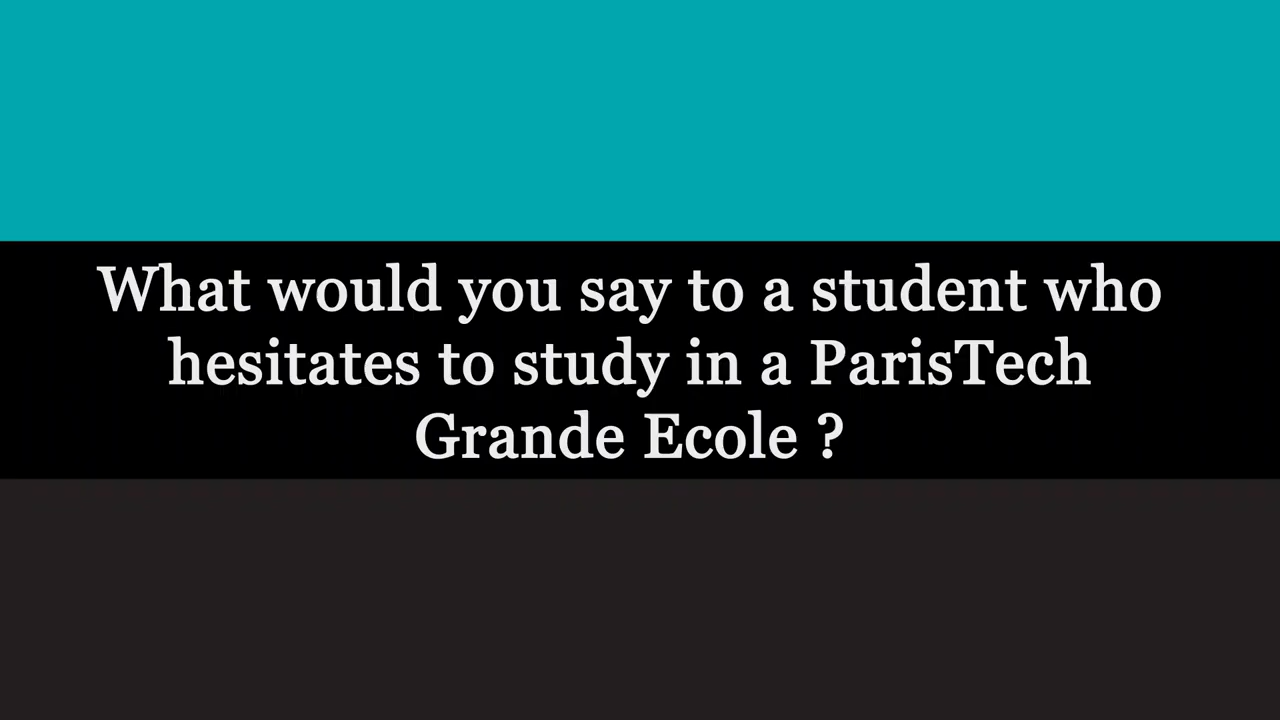 What would you say to a student who
hesitates to study in a ParisTech
Grande Ecole ?